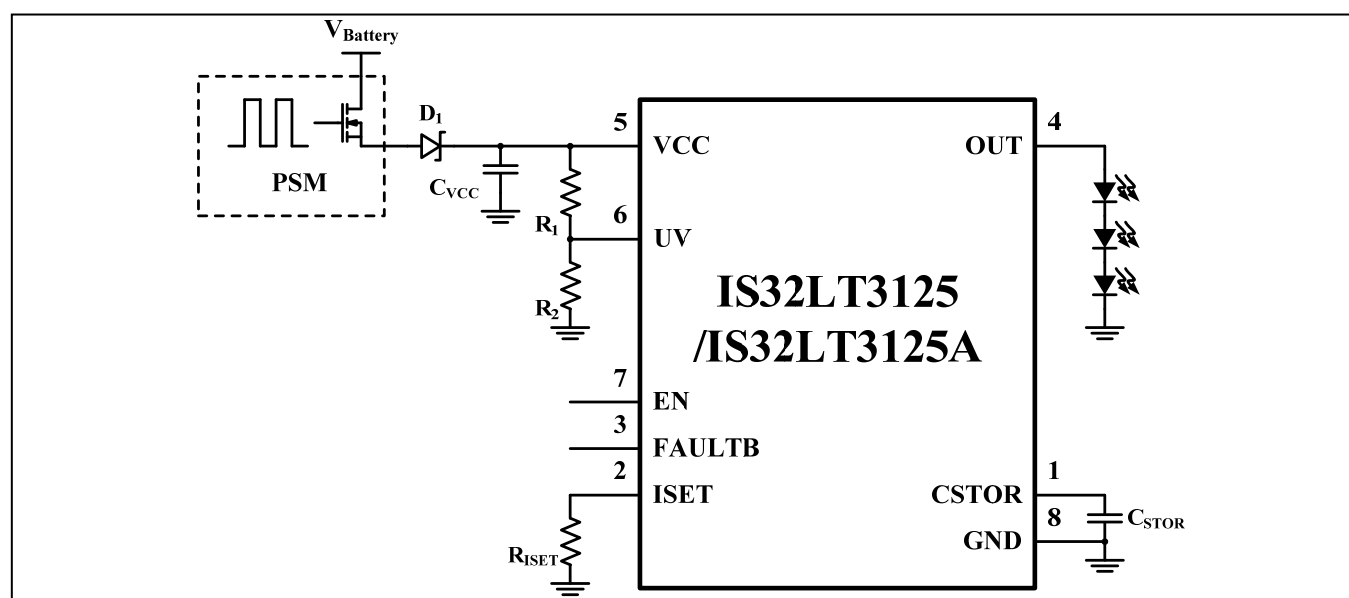 VBattery
PSM
D1
CVCC
R1
R2
5
VCC
6
UV
7
EN
3
FAULTB
2
ISET
RISET
IS32LT3125
/IS32LT3125A
4
OUT
1
CSTOR
8
GND
CSTOR